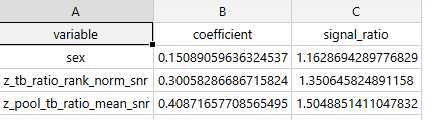 A B C
variable coefficient signal_ratio
sex 0.15089059636324537 1.1628694289776829
z_tb_ratio_rank_norm_snr 0.30058286686715824 1.350645824891158
z_pool_tb_ratio_mean_snr 0.40871657708565495 1.5048851411047832